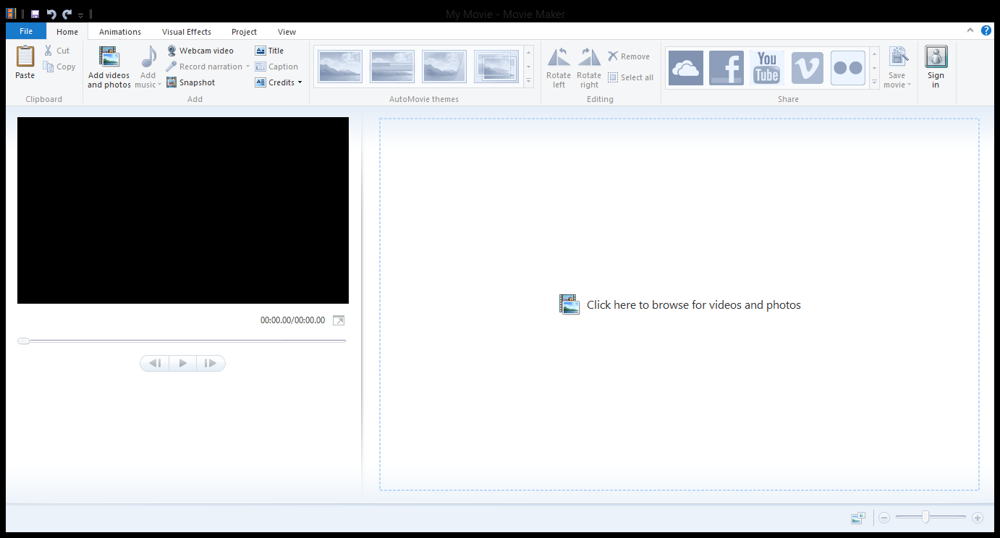 My Movie - Movie Maker
File Home Animations Visual Effects Project View
Paste
Cut
Copy
Clipboard
Add videos
and photos
Add
music
Webcam video
Record narration
Snapshot
Title
Caption
Credits
Add
AutoMovie themes
Rotate
left
Rotate
right
Remove
Select all
Editing
f
You
Tube
v
Share
Save
movie
Sign
in
00:00.00/00:00.00
Click here to browse for videos and photos